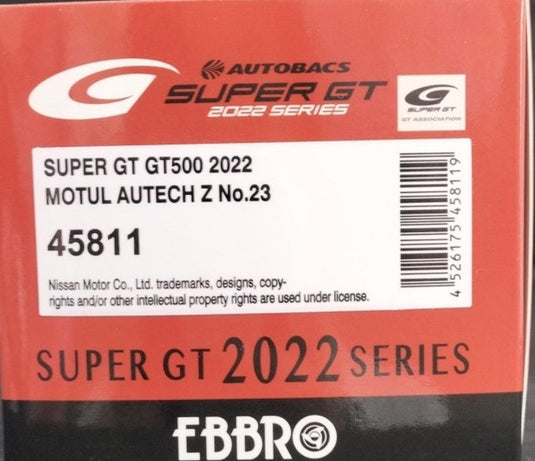 AUTOBACS
SUPER GT
2022 SERIES
SUPER GT
GT ASSOCIATION
SUPER GT GT500 2022
MOTUL AUTECH Z No.23
45811
Nissan Motor Co., Ltd. trademarks, designs, copy-
rights and/or other intellectual property rights are used under license.
4 526175 458119
SUPER GT 2022 SERIES
EBBRO